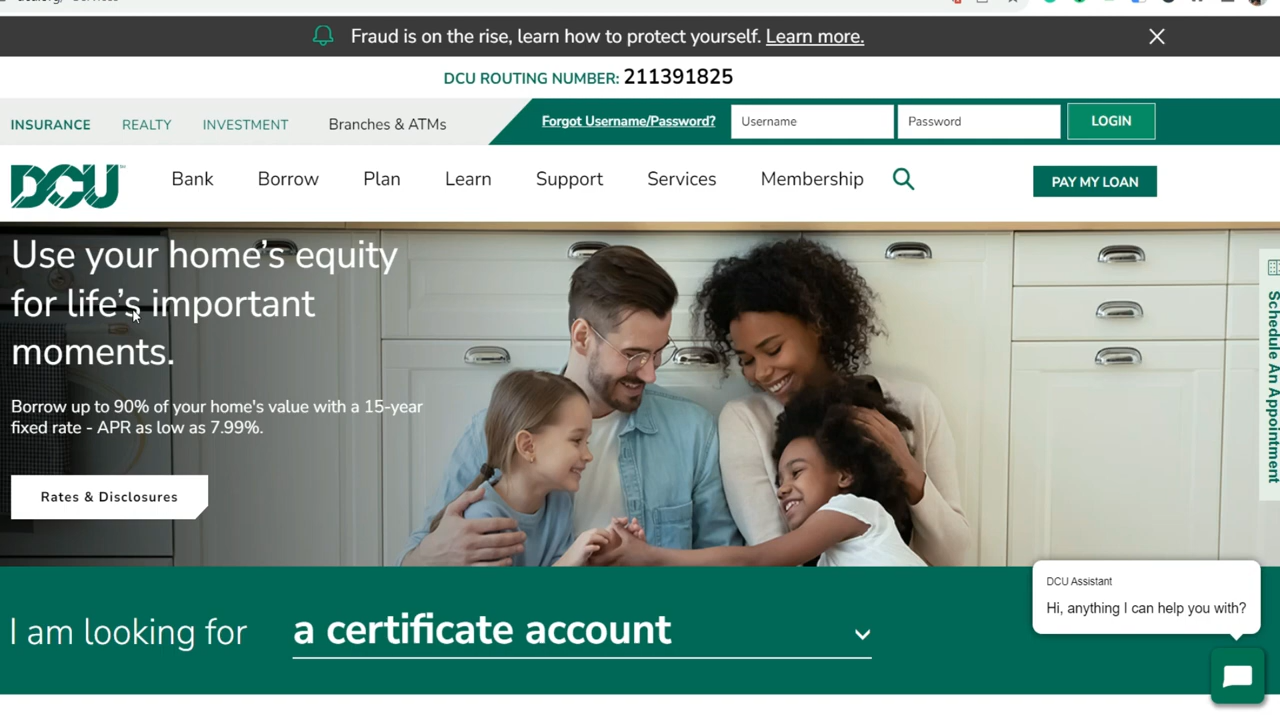 Fraud is on the rise, learn how to protect yourself. Learn more.
DCU ROUTING NUMBER: 211391825
INSURANCE REALTY INVESTMENT Branches & ATMs Forgot Username/Password? Username Password LOGIN
DCU Bank Borrow Plan Learn Support Services Membership PAY MY LOAN
Use your home's equity
for life's important
moments.
Borrow up to 90% of your home's value with a 15-year
fixed rate - APR as low as 7.99%.
Rates & Disclosures
Schedule An Appointment
I am looking for a certificate account
DCU Assistant
Hi, anything I can help you with?